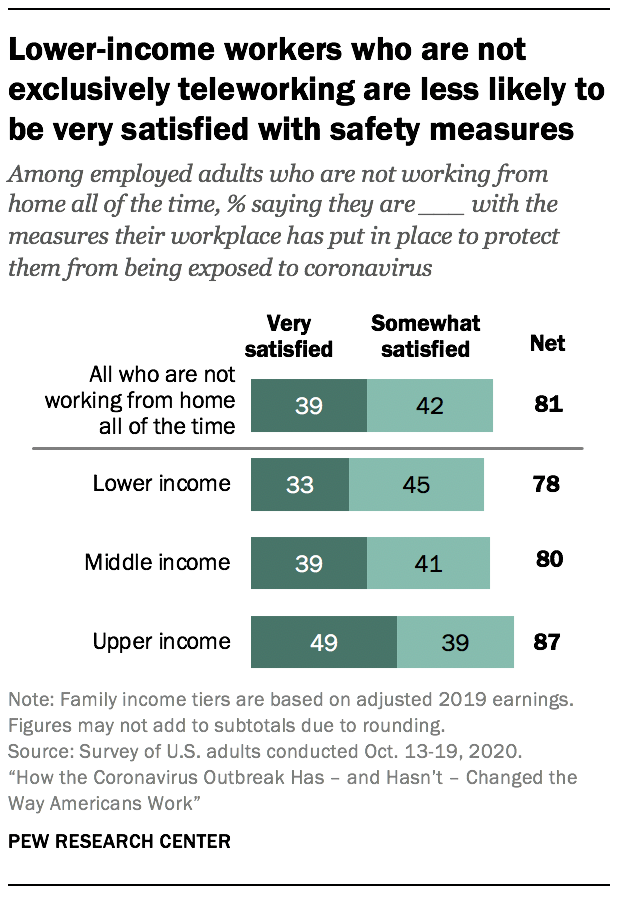 Lower-income workers who are not
exclusively teleworking are less likely to
be very satisfied with safety measures
Among employed adults who are not working from
home all of the time, % saying they are ___ with the
measures their workplace has put in place to protect
them from being exposed to coronavirus
Very satisfied
Somewhat satisfied
Net
All who are not
working from home
all of the time
39 42 81
Lower income 33 45 78
Middle income 39 41 80
Upper income 49 39 87
Note: Family income tiers are based on adjusted 2019 earnings.
Figures may not add to subtotals due to rounding.
Source: Survey of U.S. adults conducted Oct. 13-19, 2020.
“How the Coronavirus Outbreak Has – and Hasn’t – Changed the
Way Americans Work”
PEW RESEARCH CENTER